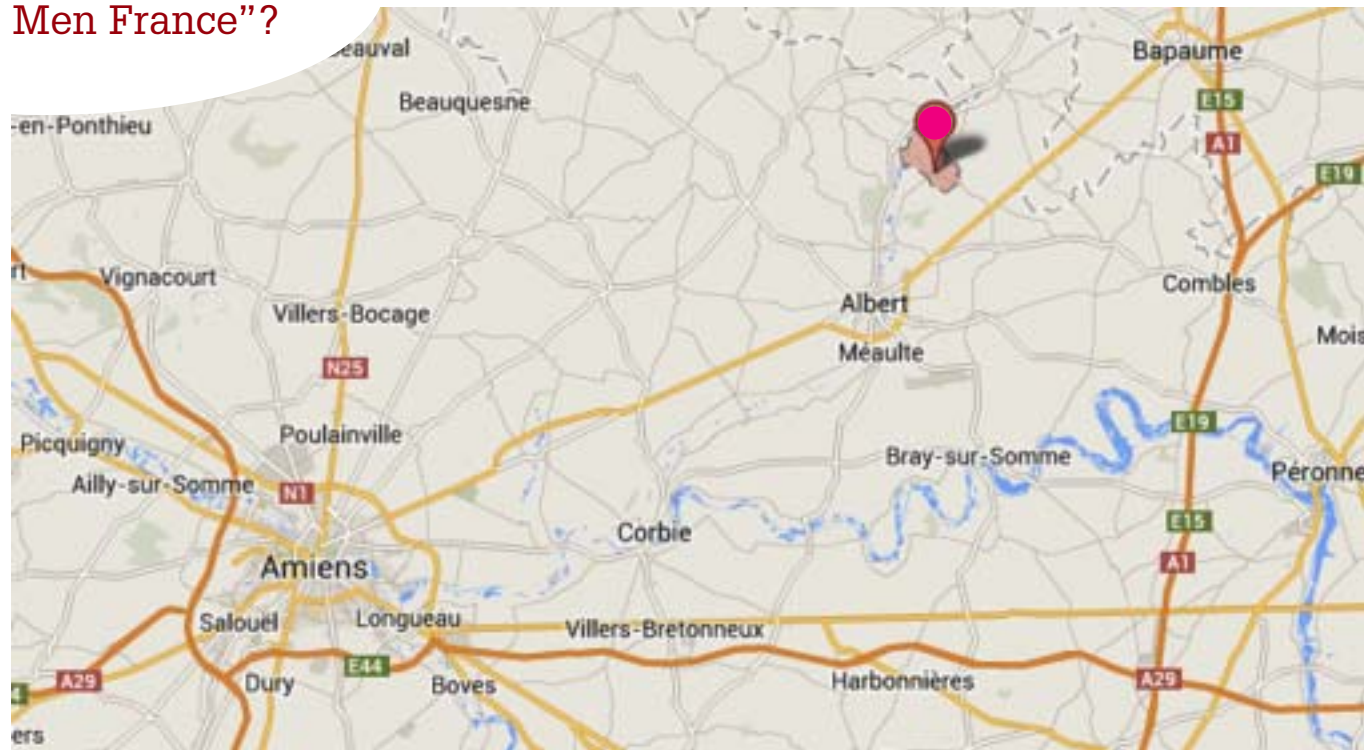 Men France”?
eauval
Bapaume
Beauquesne
E15
-en-Ponthieu
A1
E19
Vignacourt
Combles
Villers-Bocage
Albert
Mois
Méaulte
N25
E19
Poulainville
Picquigny
Bray-sur-Somme
Péronne
Ailly-sur-Somme
N1
E15
Corbie
A1
Amiens
Salouël
Longueau
Villers-Bretonneux
E44
A29
Dury
Boves
Harbonnières
A29
4
ers